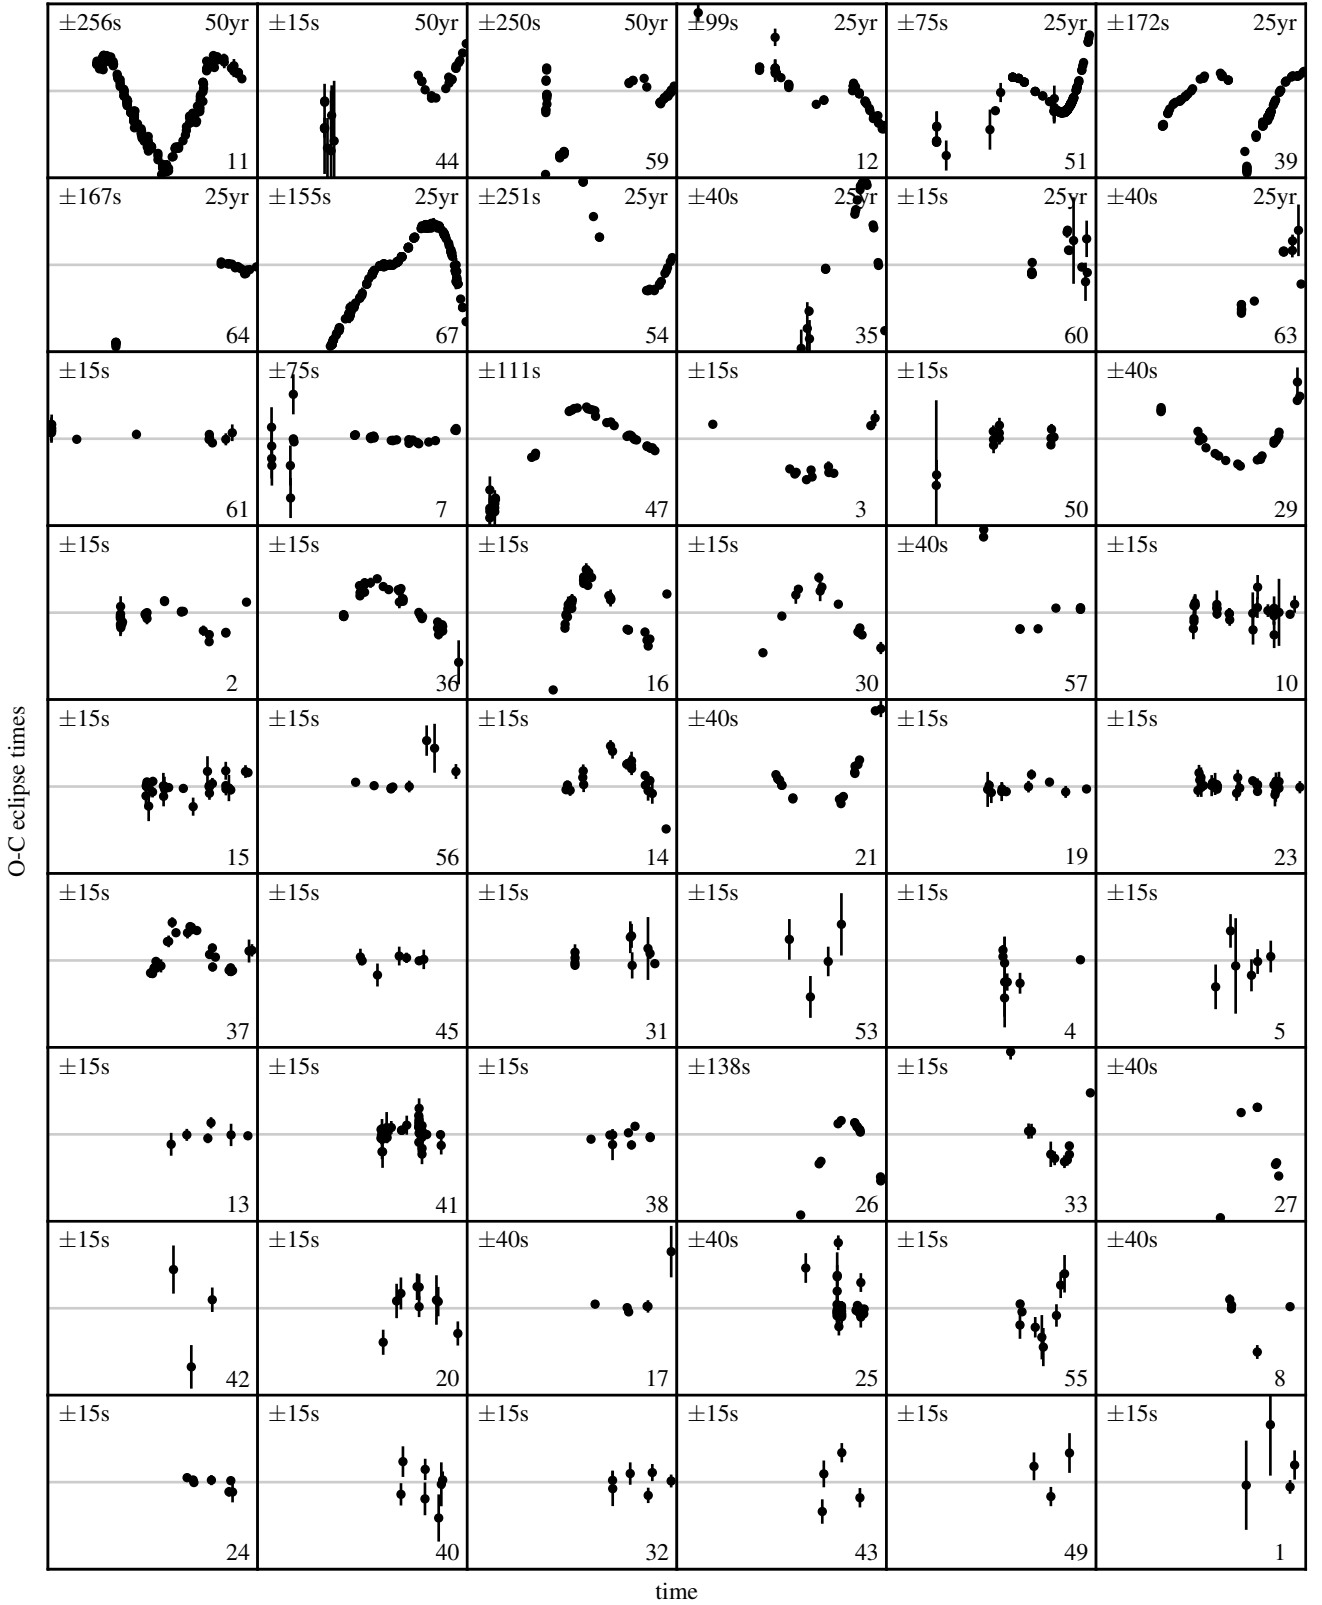 ±256s 50yr ±15s 50yr ±250s 50yr ±99s 25yr ±75s 25yr ±172s 25yr
11 44 59 12 51 39
±167s 25yr ±155s 25yr ±251s 25yr ±40s 25yr ±15s 25yr ±40s 25yr
64 67 54 35 60 63
±15s ±75s ±111s ±15s ±15s ±40s
61 7 47 3 50 29
±15s ±15s ±15s ±15s ±40s ±15s
2 36 16 30 57 10
±15s ±15s ±15s ±40s ±15s ±15s
15 56 14 21 19 23
±15s ±15s ±15s ±15s ±15s ±15s
37 45 31 53 4 5
±15s ±15s ±15s ±138s ±15s ±40s
13 41 38 26 33 27
±15s ±15s ±40s ±40s ±15s ±40s
42 20 17 25 55 8
±15s ±15s ±15s ±15s ±15s ±15s
24 40 32 43 49 1
O-C eclipse times
time